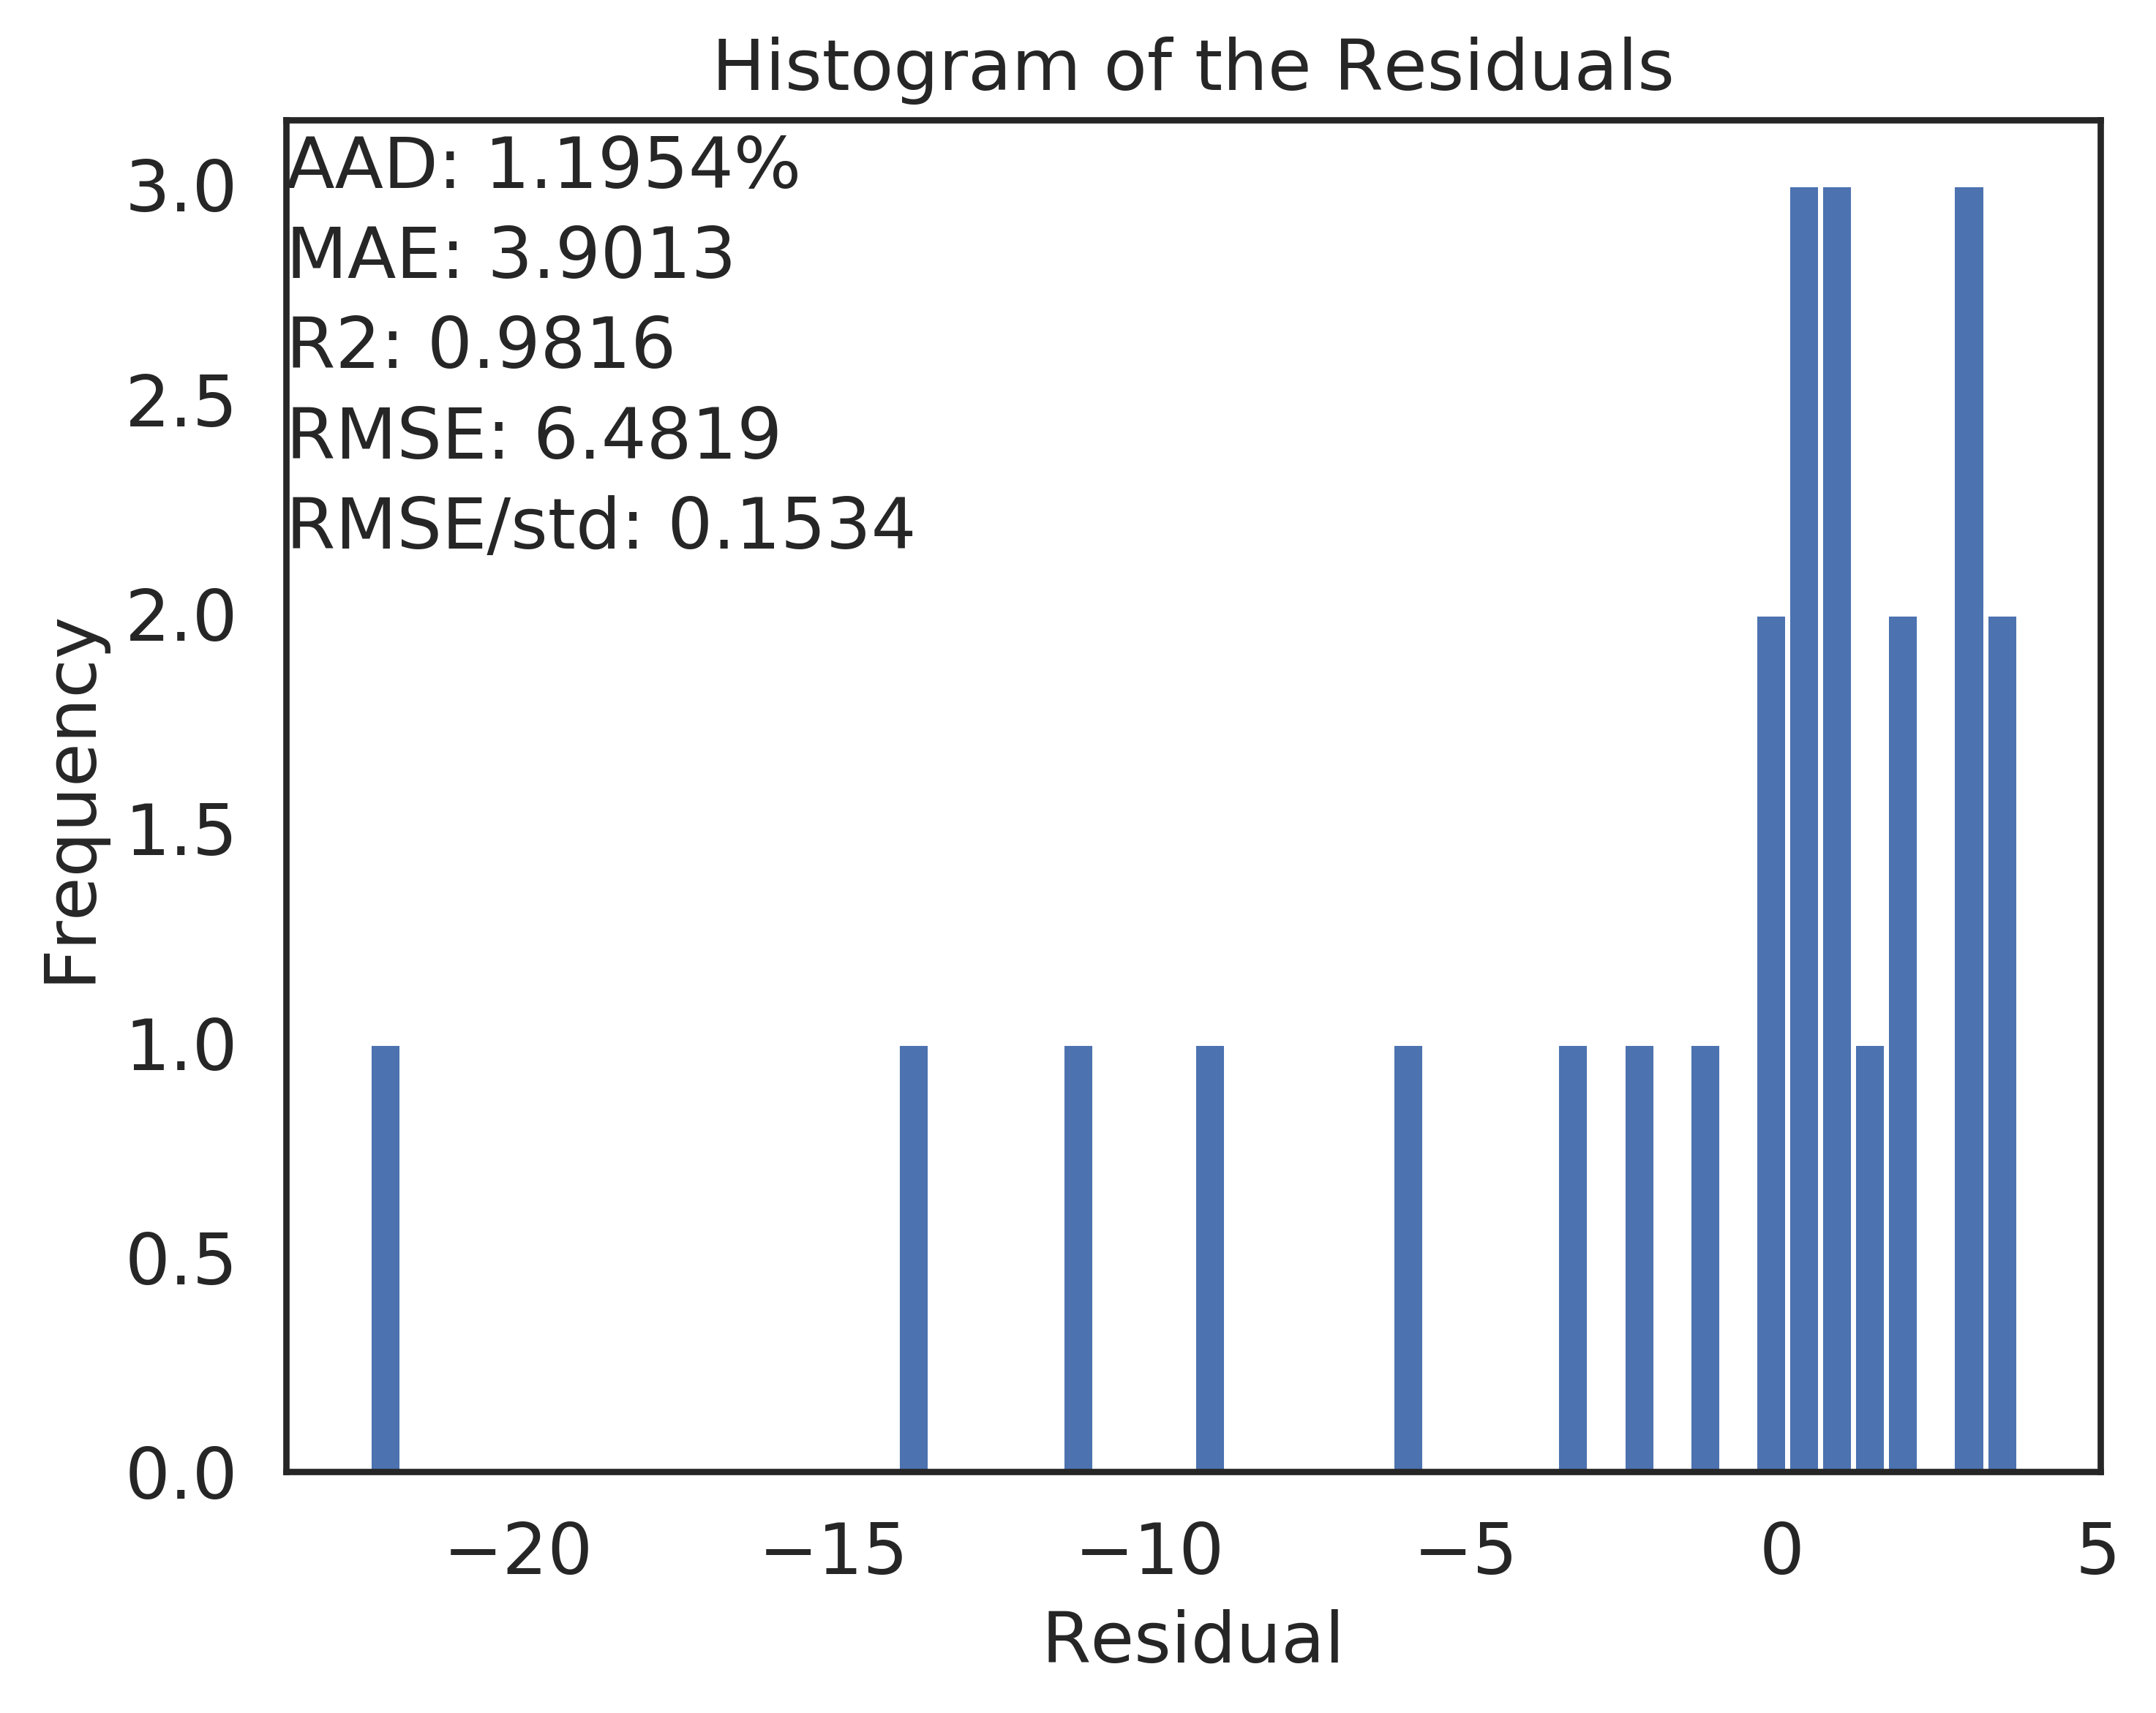 Histogram of the Residuals
AAD: 1.1954%
MAE: 3.9013
R2: 0.9816
RMSE: 6.4819
RMSE/std: 0.1534
3.0
2.5
2.0
1.5
1.0
0.5
0.0
Frequency
−20 −15 −10 −5 0 5
Residual